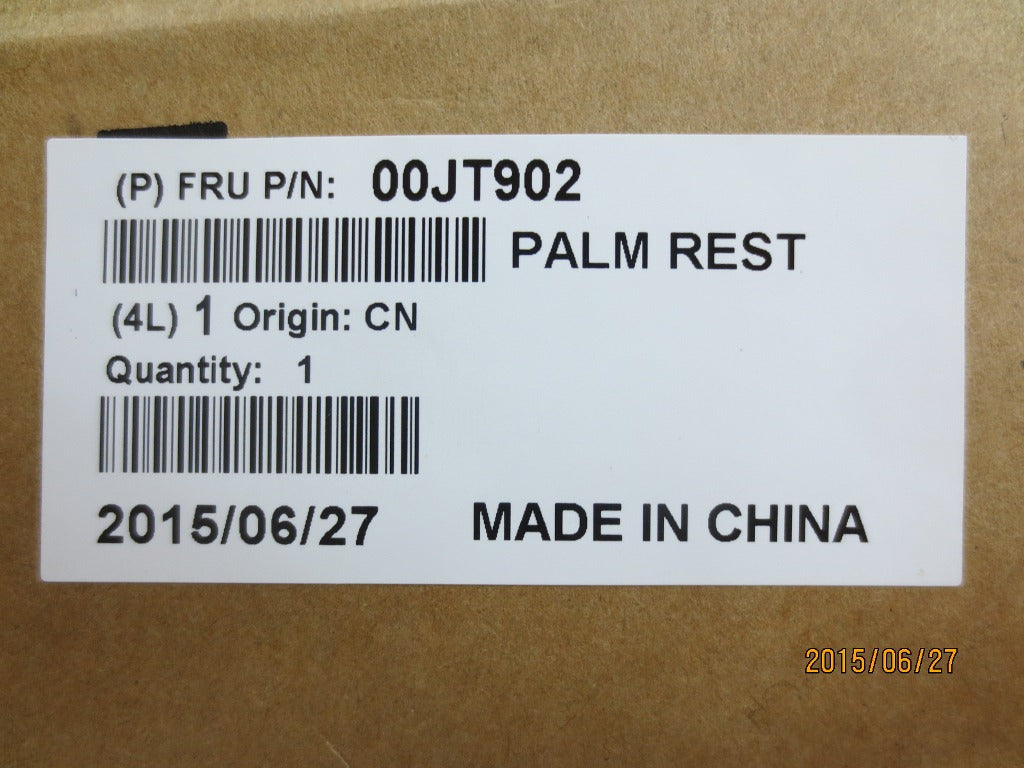 (P) FRU P/N: 00JT902
PALM REST
(4L) 1 Origin: CN
Quantity: 1
2015/06/27 MADE IN CHINA
2015/06/27